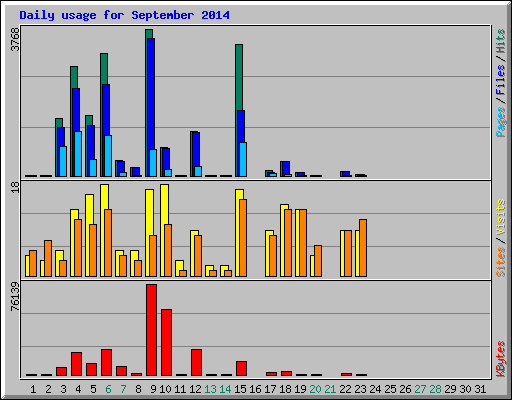 Daily usage for September 2014
3768
Pages / Files / Hits
18
Sites / Visits
76139
KBytes
1 2 3 4 5 6 7 8 9 10 11 12 13 14 15 16 17 18 19 20 21 22 23 24 25 26 27 28 29 30 31